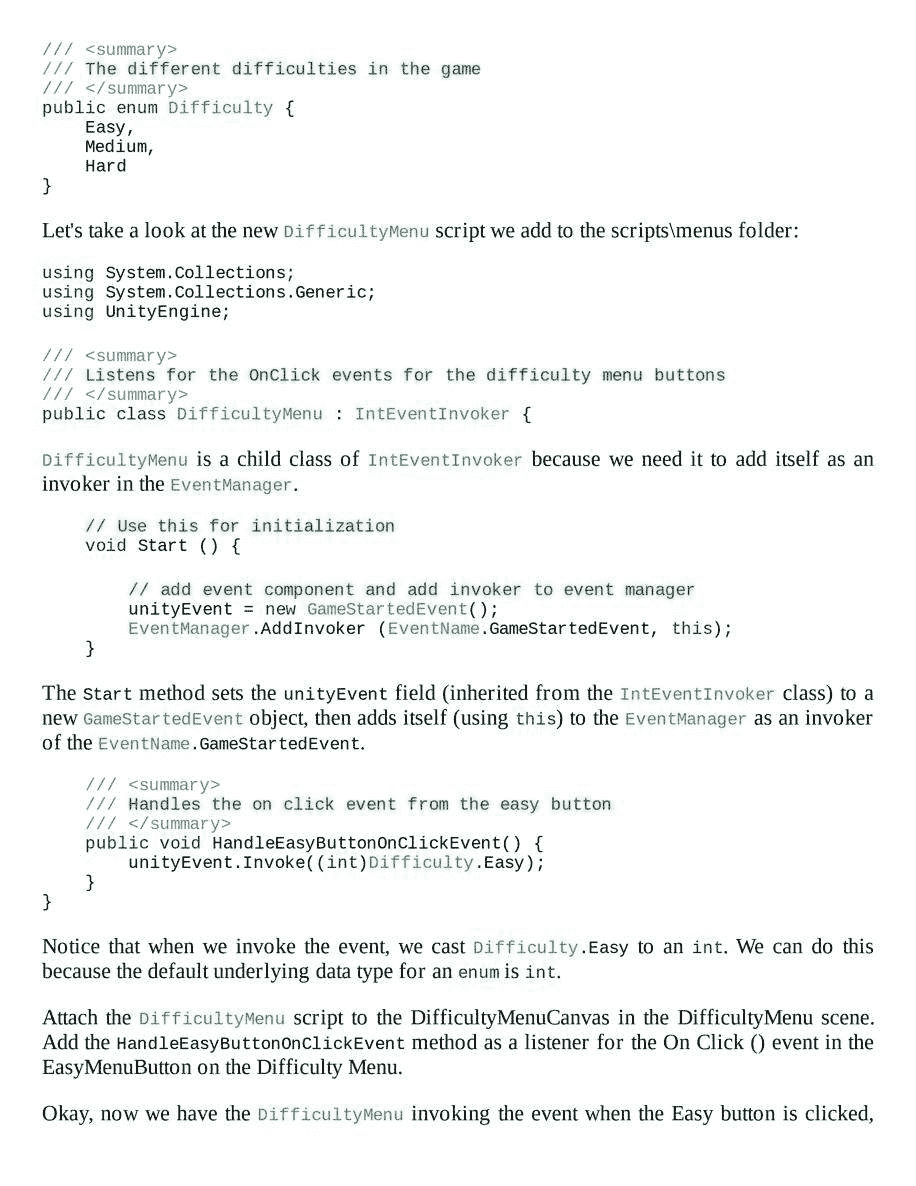 /// <summary>
/// The different difficulties in the game
/// </summary>
public enum Difficulty {
    Easy,
    Medium,
    Hard
}
Let's take a look at the new DifficultyMenu script we add to the scripts\menus folder:
using System.Collections;
using System.Collections.Generic;
using UnityEngine;
/// <summary>
/// Listens for the OnClick events for the difficulty menu buttons
/// </summary>
public class DifficultyMenu : IntEventInvoker {
DifficultyMenu is a child class of IntEventInvoker because we need it to add itself as an
invoker in the EventManager.
    // Use this for initialization
    void Start () {
        // add event component and add invoker to event manager
        unityEvent = new GameStartedEvent();
        EventManager.AddInvoker (EventName.GameStartedEvent, this);
    }
The Start method sets the unityEvent field (inherited from the IntEventInvoker class) to a
new GameStartedEvent object, then adds itself (using this) to the EventManager as an invoker
of the EventName.GameStartedEvent.
    /// <summary>
    /// Handles the on click event from the easy button
    /// </summary>
    public void HandleEasyButtonOnClickEvent() {
        unityEvent.Invoke((int)Difficulty.Easy);
    }
}
Notice that when we invoke the event, we cast Difficulty.Easy to an int. We can do this
because the default underlying data type for an enum is int.
Attach the DifficultyMenu script to the DifficultyMenuCanvas in the DifficultyMenu scene.
Add the HandleEasyButtonOnClickEvent method as a listener for the On Click () event in the
EasyMenuButton on the Difficulty Menu.
Okay, now we have the DifficultyMenu invoking the event when the Easy button is clicked,